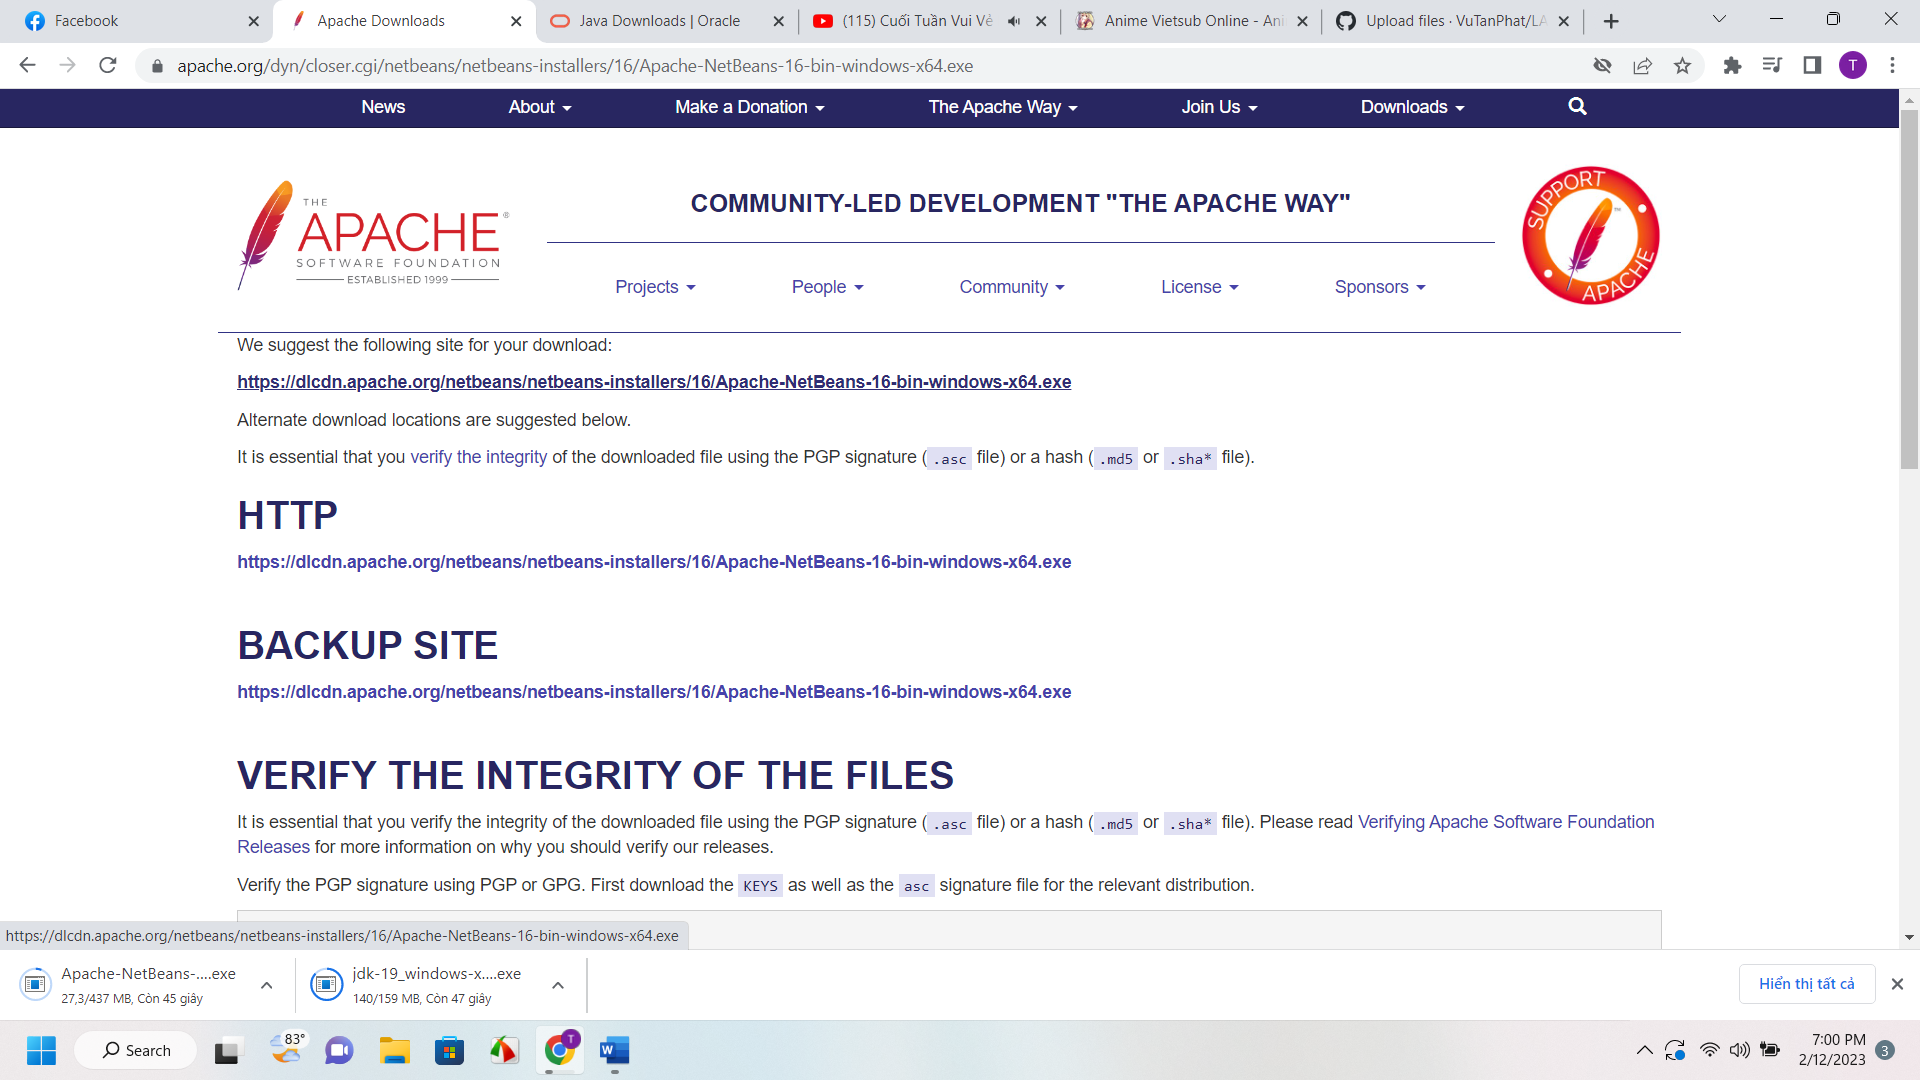 Facebook
Apache Downloads
Java Downloads | Oracle
(115) Cuối Tuần Vui Vẻ
Anime Vietsub Online - Ani
Upload files · VuTanPhat/LA
apache.org/dyn/closer.cgi/netbeans/netbeans-installers/16/Apache-NetBeans-16-bin-windows-x64.exe
T
News
About
Make a Donation
The Apache Way
Join Us
Downloads
THE
APACHE®
SOFTWARE FOUNDATION
ESTABLISHED 1999
COMMUNITY-LED DEVELOPMENT "THE APACHE WAY"
SUPPORT
APACHE
Projects
People
Community
License
Sponsors
We suggest the following site for your download:
https://dlcdn.apache.org/netbeans/netbeans-installers/16/Apache-NetBeans-16-bin-windows-x64.exe
Alternate download locations are suggested below.
It is essential that you verify the integrity of the downloaded file using the PGP signature ( .asc file) or a hash ( .md5 or .sha* file).
HTTP
https://dlcdn.apache.org/netbeans/netbeans-installers/16/Apache-NetBeans-16-bin-windows-x64.exe
BACKUP SITE
https://dlcdn.apache.org/netbeans/netbeans-installers/16/Apache-NetBeans-16-bin-windows-x64.exe
VERIFY THE INTEGRITY OF THE FILES
It is essential that you verify the integrity of the downloaded file using the PGP signature ( .asc file) or a hash ( .md5 or .sha* file). Please read Verifying Apache Software Foundation
Releases for more information on why you should verify our releases.
Verify the PGP signature using PGP or GPG. First download the KEYS as well as the asc signature file for the relevant distribution.
https://dlcdn.apache.org/netbeans/netbeans-installers/16/Apache-NetBeans-16-bin-windows-x64.exe
Apache-NetBeans-....exe
27,3/437 MB, Còn 45 giây
jdk-19_windows-x....exe
140/159 MB, Còn 47 giây
Hiển thị tất cả
Search
83°
T
W
7:00 PM
2/12/2023
3